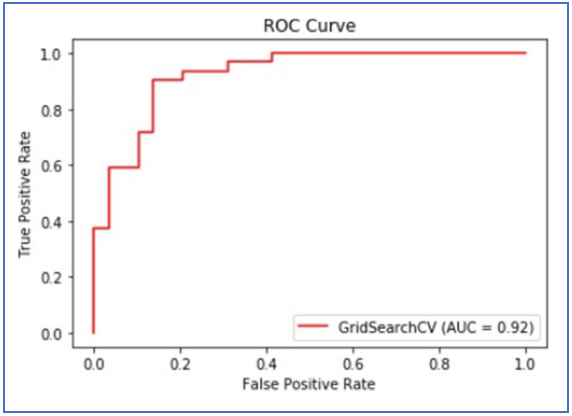 ROC Curve
True Positive Rate
1.0
0.8
0.6
0.4
0.2
0.0
GridSearchCV (AUC = 0.92)
0.0 0.2 0.4 0.6 0.8 1.0
False Positive Rate